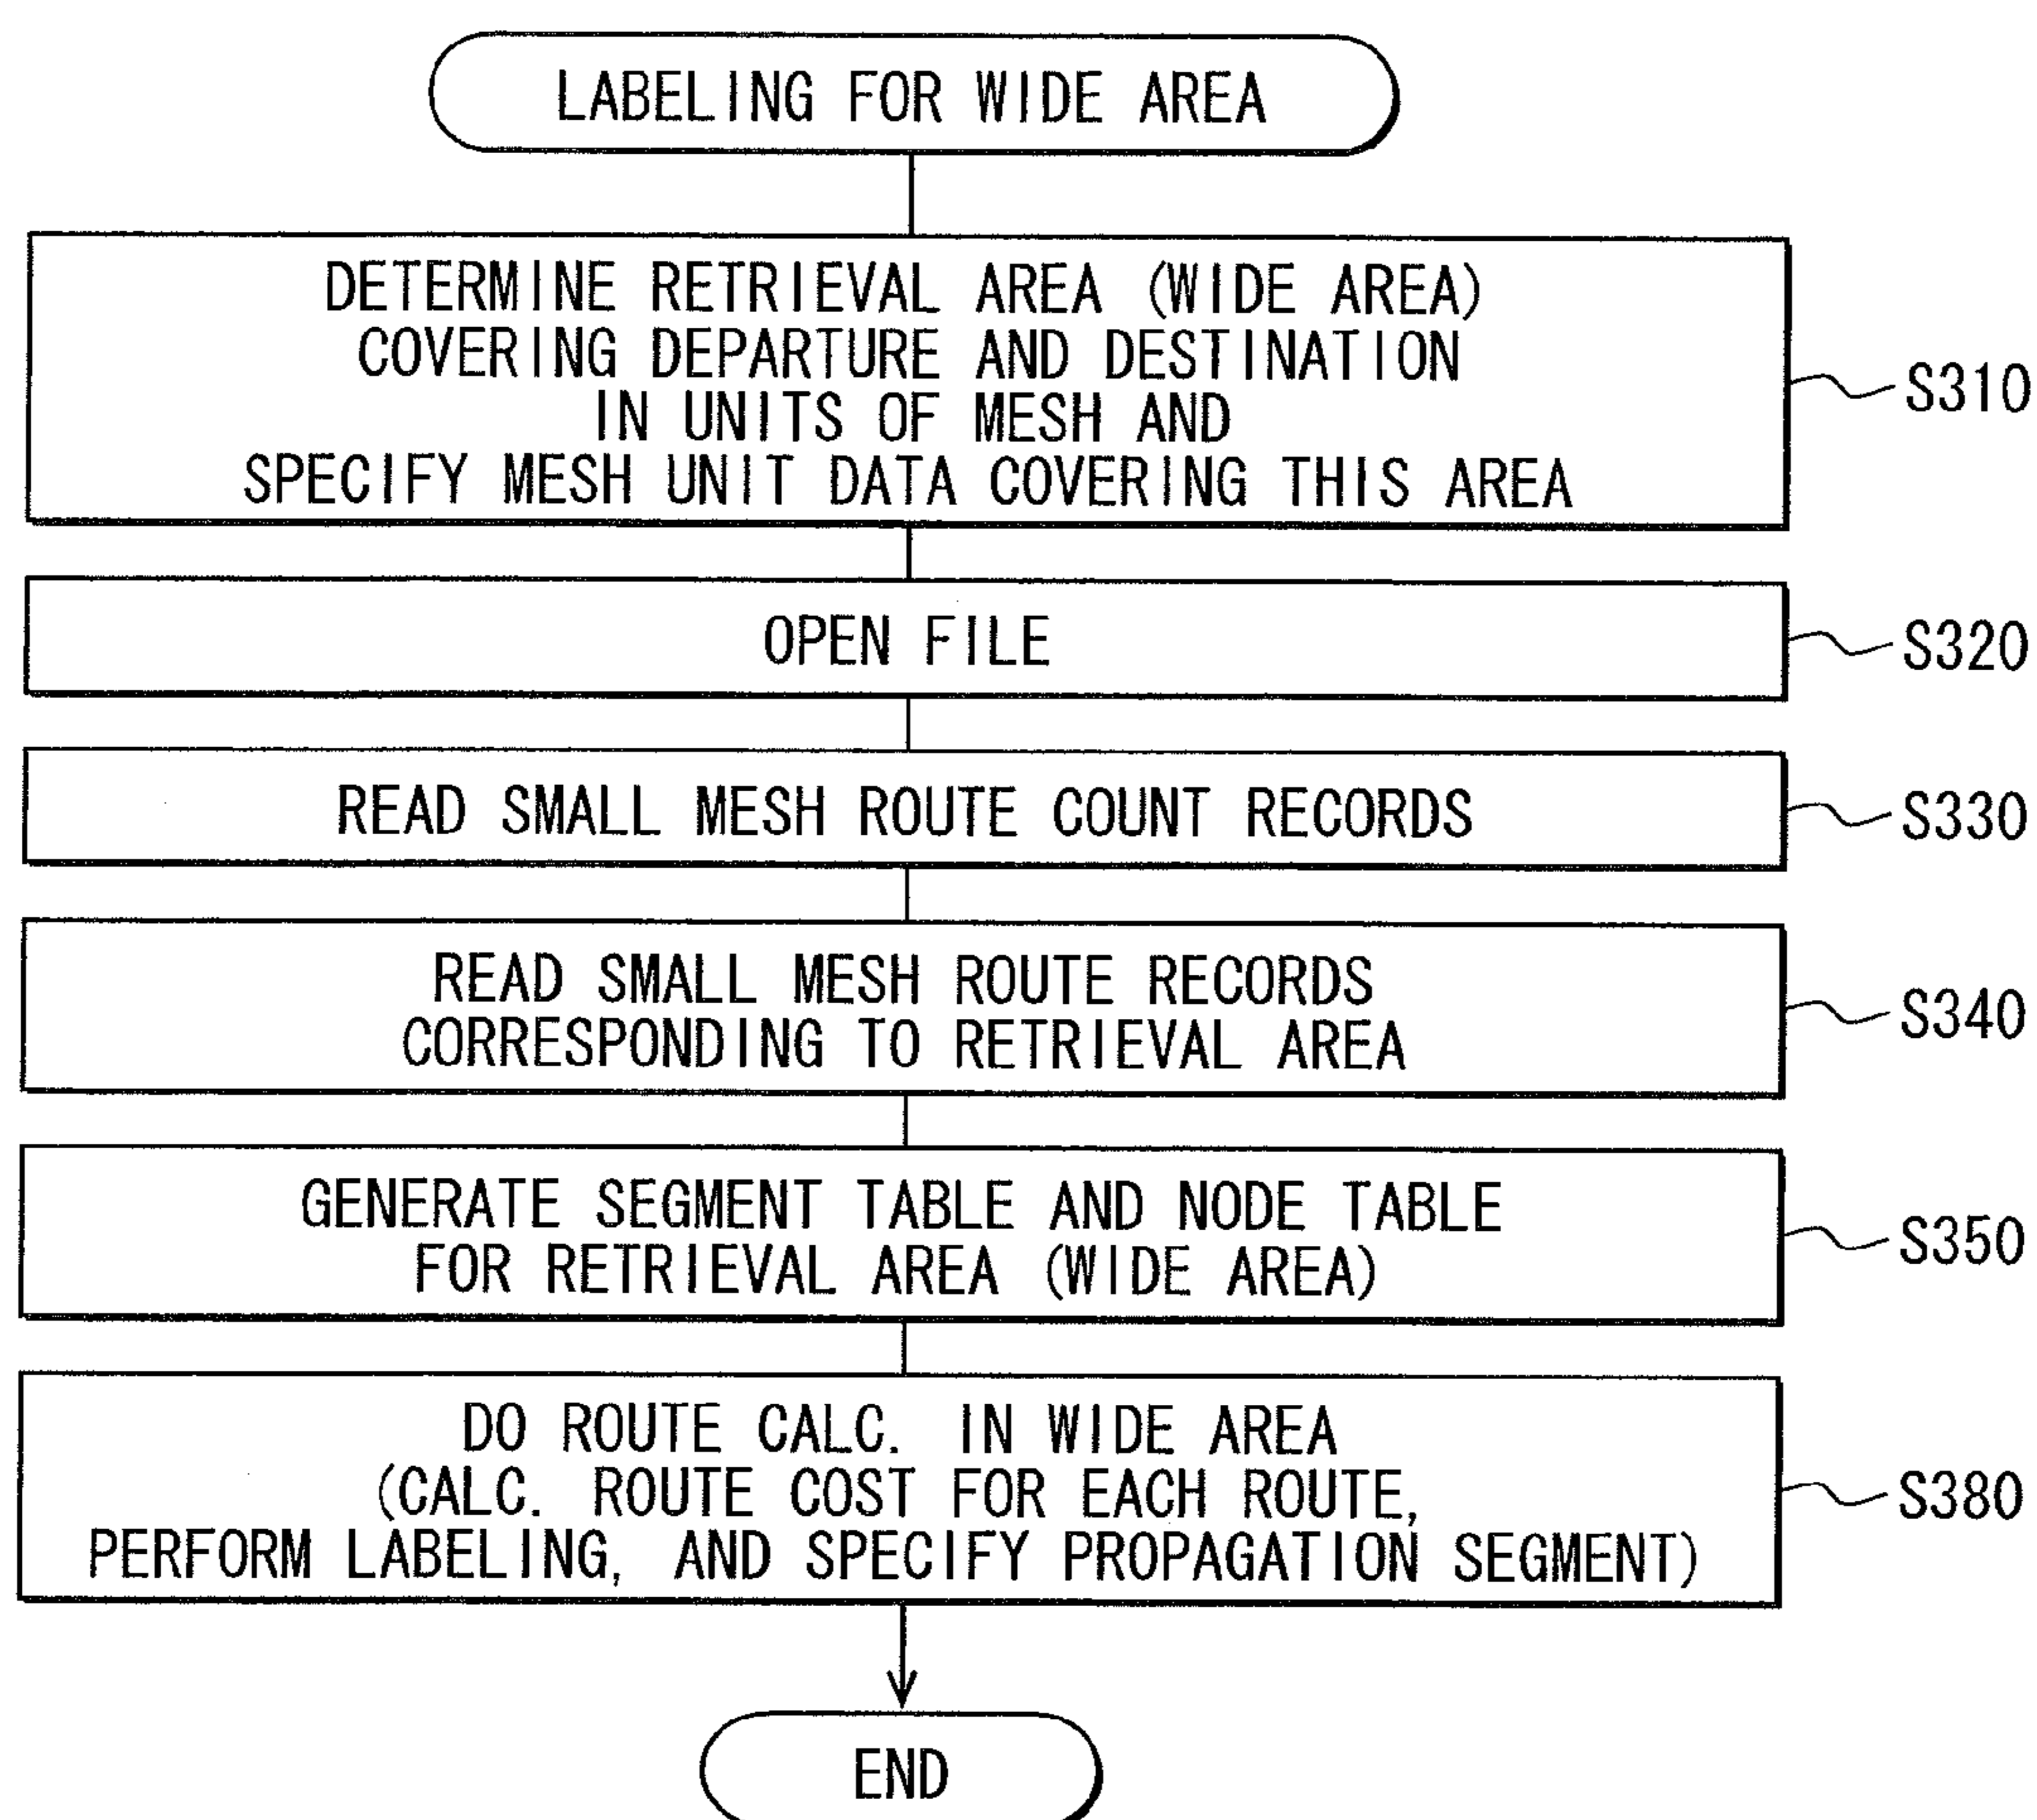 LABELING FOR WIDE AREA
DETERMINE RETRIEVAL AREA (WIDE AREA)
COVERING DEPARTURE AND DESTINATION
IN UNITS OF MESH AND
SPECIFY MESH UNIT DATA COVERING THIS AREA
S310
OPEN FILE
S320
READ SMALL MESH ROUTE COUNT RECORDS
S330
READ SMALL MESH ROUTE RECORDS
CORRESPONDING TO RETRIEVAL AREA
S340
GENERATE SEGMENT TABLE AND NODE TABLE
FOR RETRIEVAL AREA (WIDE AREA)
S350
DO ROUTE CALC. IN WIDE AREA
(CALC. ROUTE COST FOR EACH ROUTE,
PERFORM LABELING, AND SPECIFY PROPAGATION SEGMENT)
S380
END